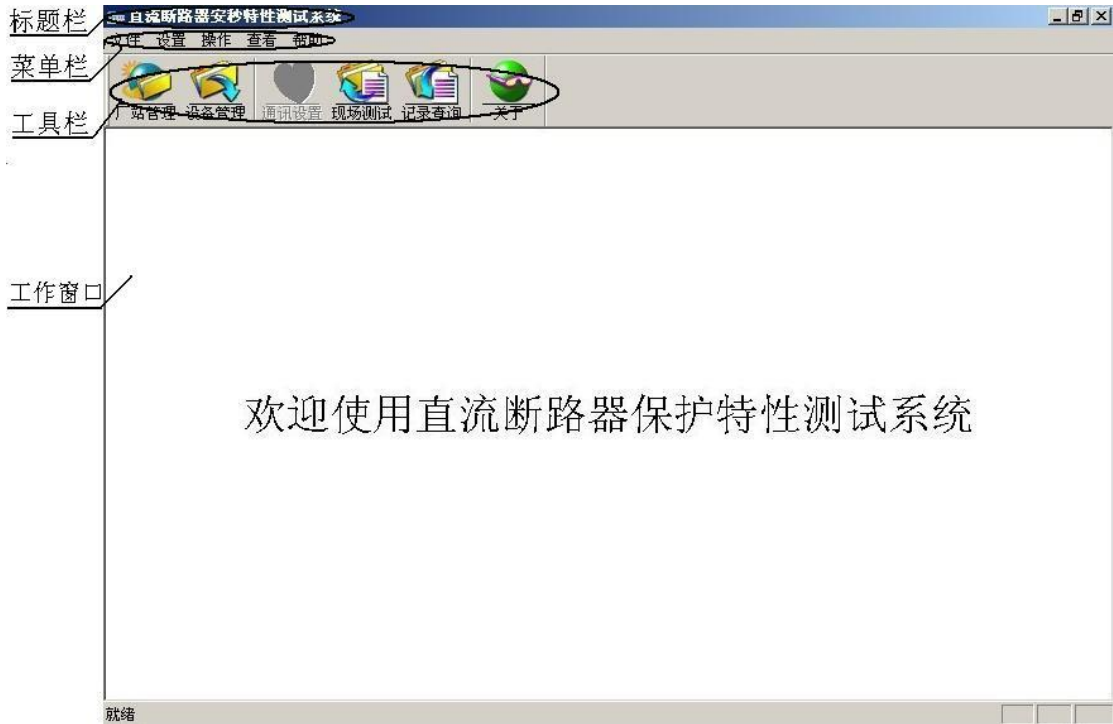 标题栏
直流断路器安秒特性测试系统
菜单栏
文件 设置 操作 查看 帮助
工具栏
厂站管理 设备管理 通讯设置 现场测试 记录查询 关于
工作窗口
欢迎使用直流断路器保护特性测试系统
就绪